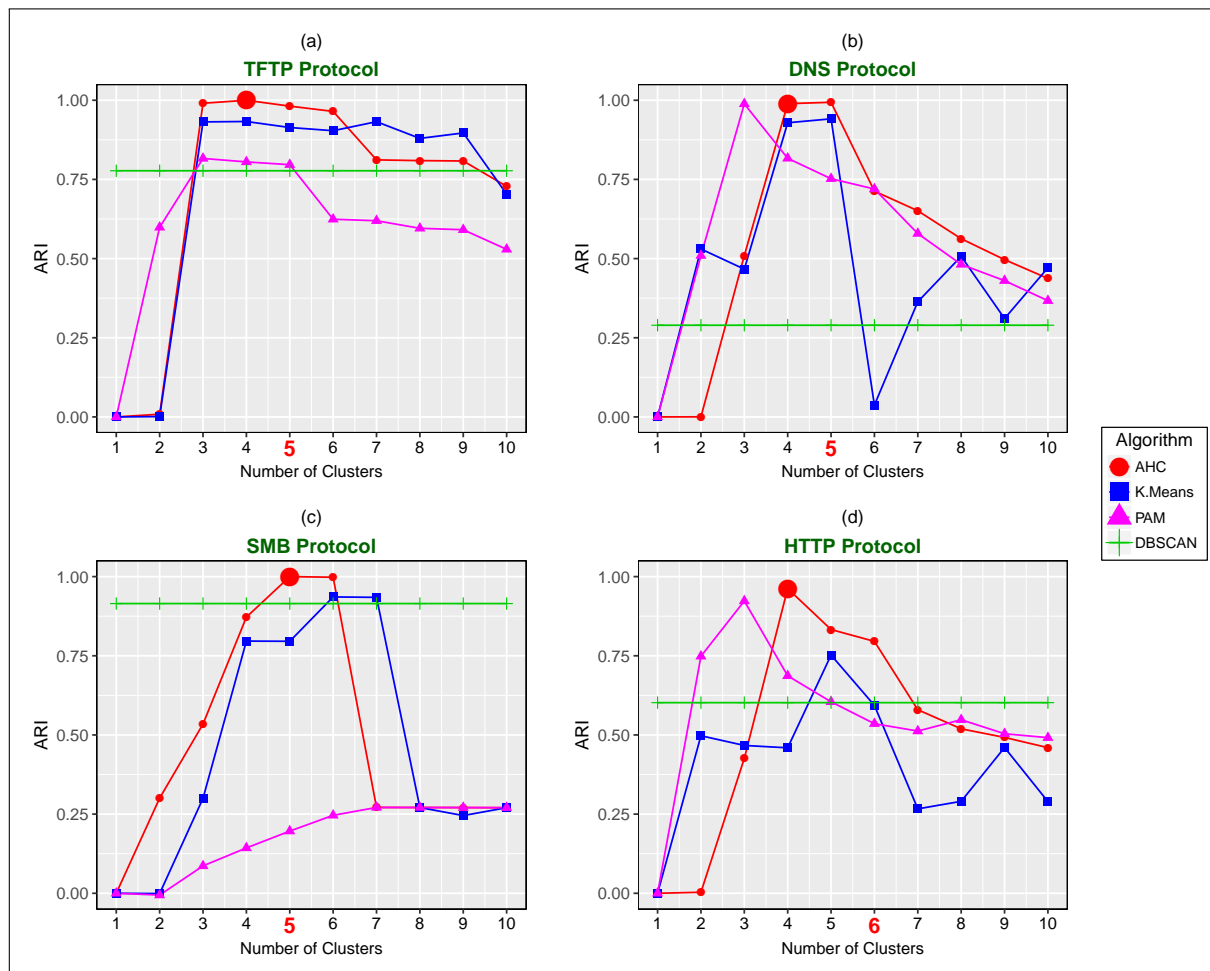 (a)
TFTP Protocol
1.00
0.75
0.50
0.25
0.00
ARI
1 2 3 4 5 6 7 8 9 10
Number of Clusters
(b)
DNS Protocol
1.00
0.75
0.50
0.25
0.00
ARI
1 2 3 4 5 6 7 8 9 10
Number of Clusters
(c)
SMB Protocol
1.00
0.75
0.50
0.25
0.00
ARI
1 2 3 4 5 6 7 8 9 10
Number of Clusters
(d)
HTTP Protocol
1.00
0.75
0.50
0.25
0.00
ARI
1 2 3 4 5 6 7 8 9 10
Number of Clusters
Algorithm
AHC
K.Means
PAM
DBSCAN